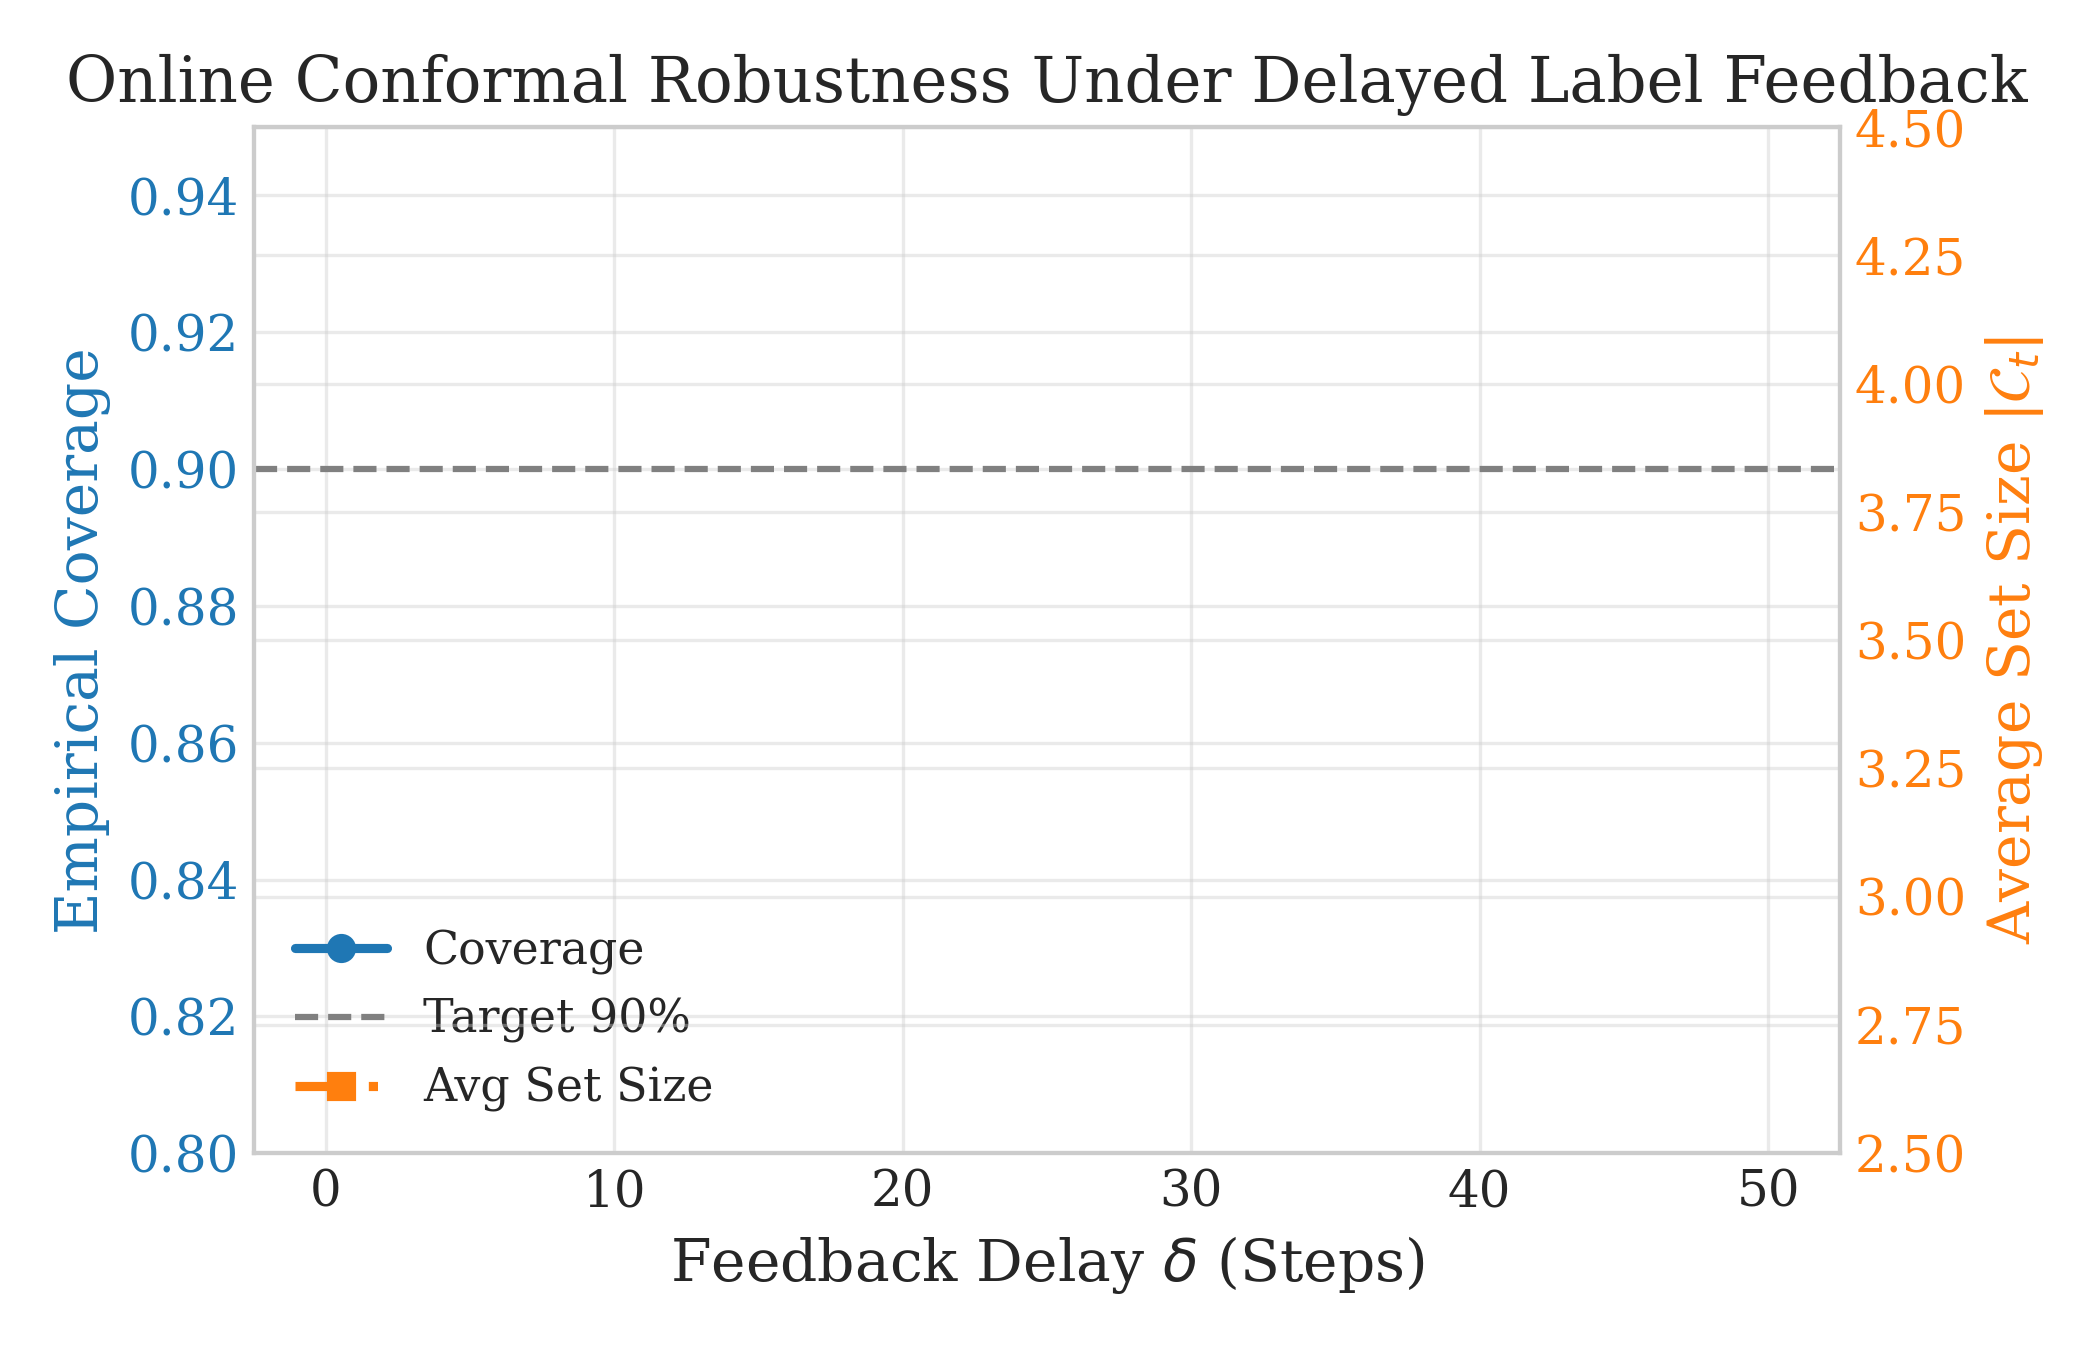 Online Conformal Robustness Under Delayed Label Feedback
Empirical Coverage
0.94
0.92
0.90
0.88
0.86
0.84
0.82
0.80
4.50
4.25
4.00
3.75
3.50
3.25
3.00
2.75
2.50
Average Set Size |𝒞ₜ|
Coverage
Target 90%
Avg Set Size
0 10 20 30 40 50
Feedback Delay δ (Steps)